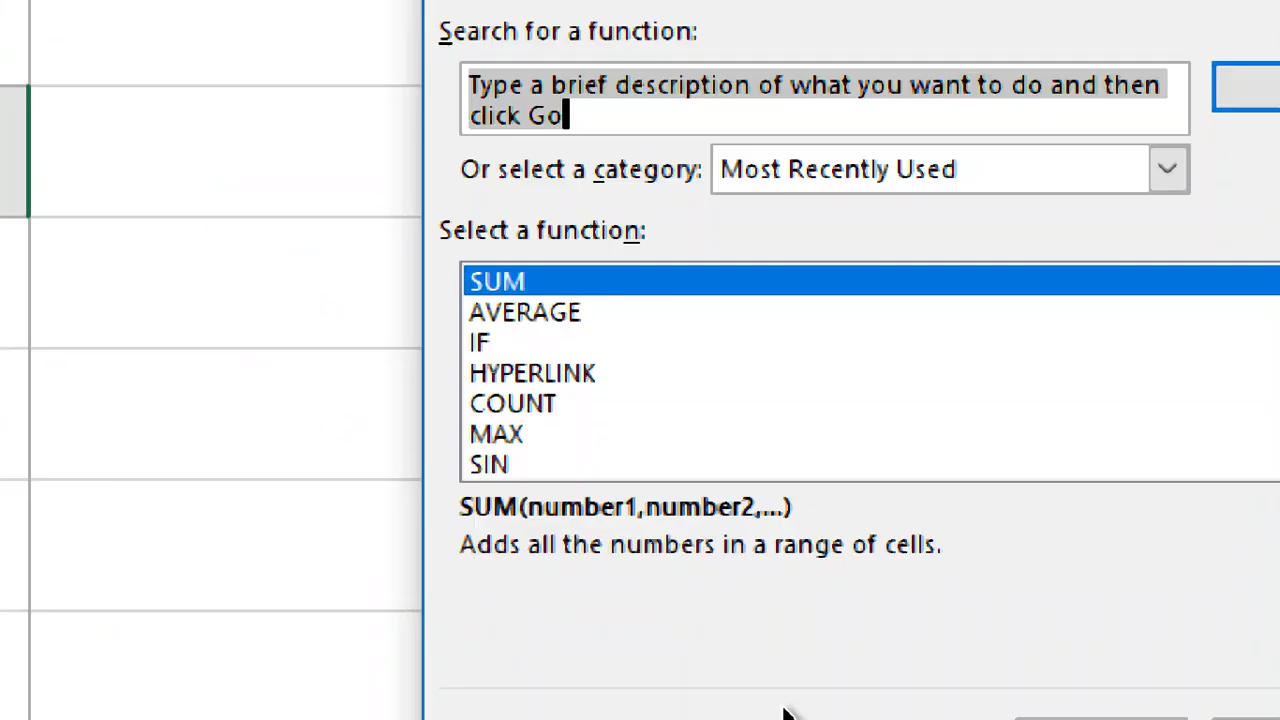 Search for a function:
Type a brief description of what you want to do and then
click Go
Or select a category: Most Recently Used
Select a function:
SUM
AVERAGE
IF
HYPERLINK
COUNT
MAX
SIN
SUM(number1,number2,...)
Adds all the numbers in a range of cells.